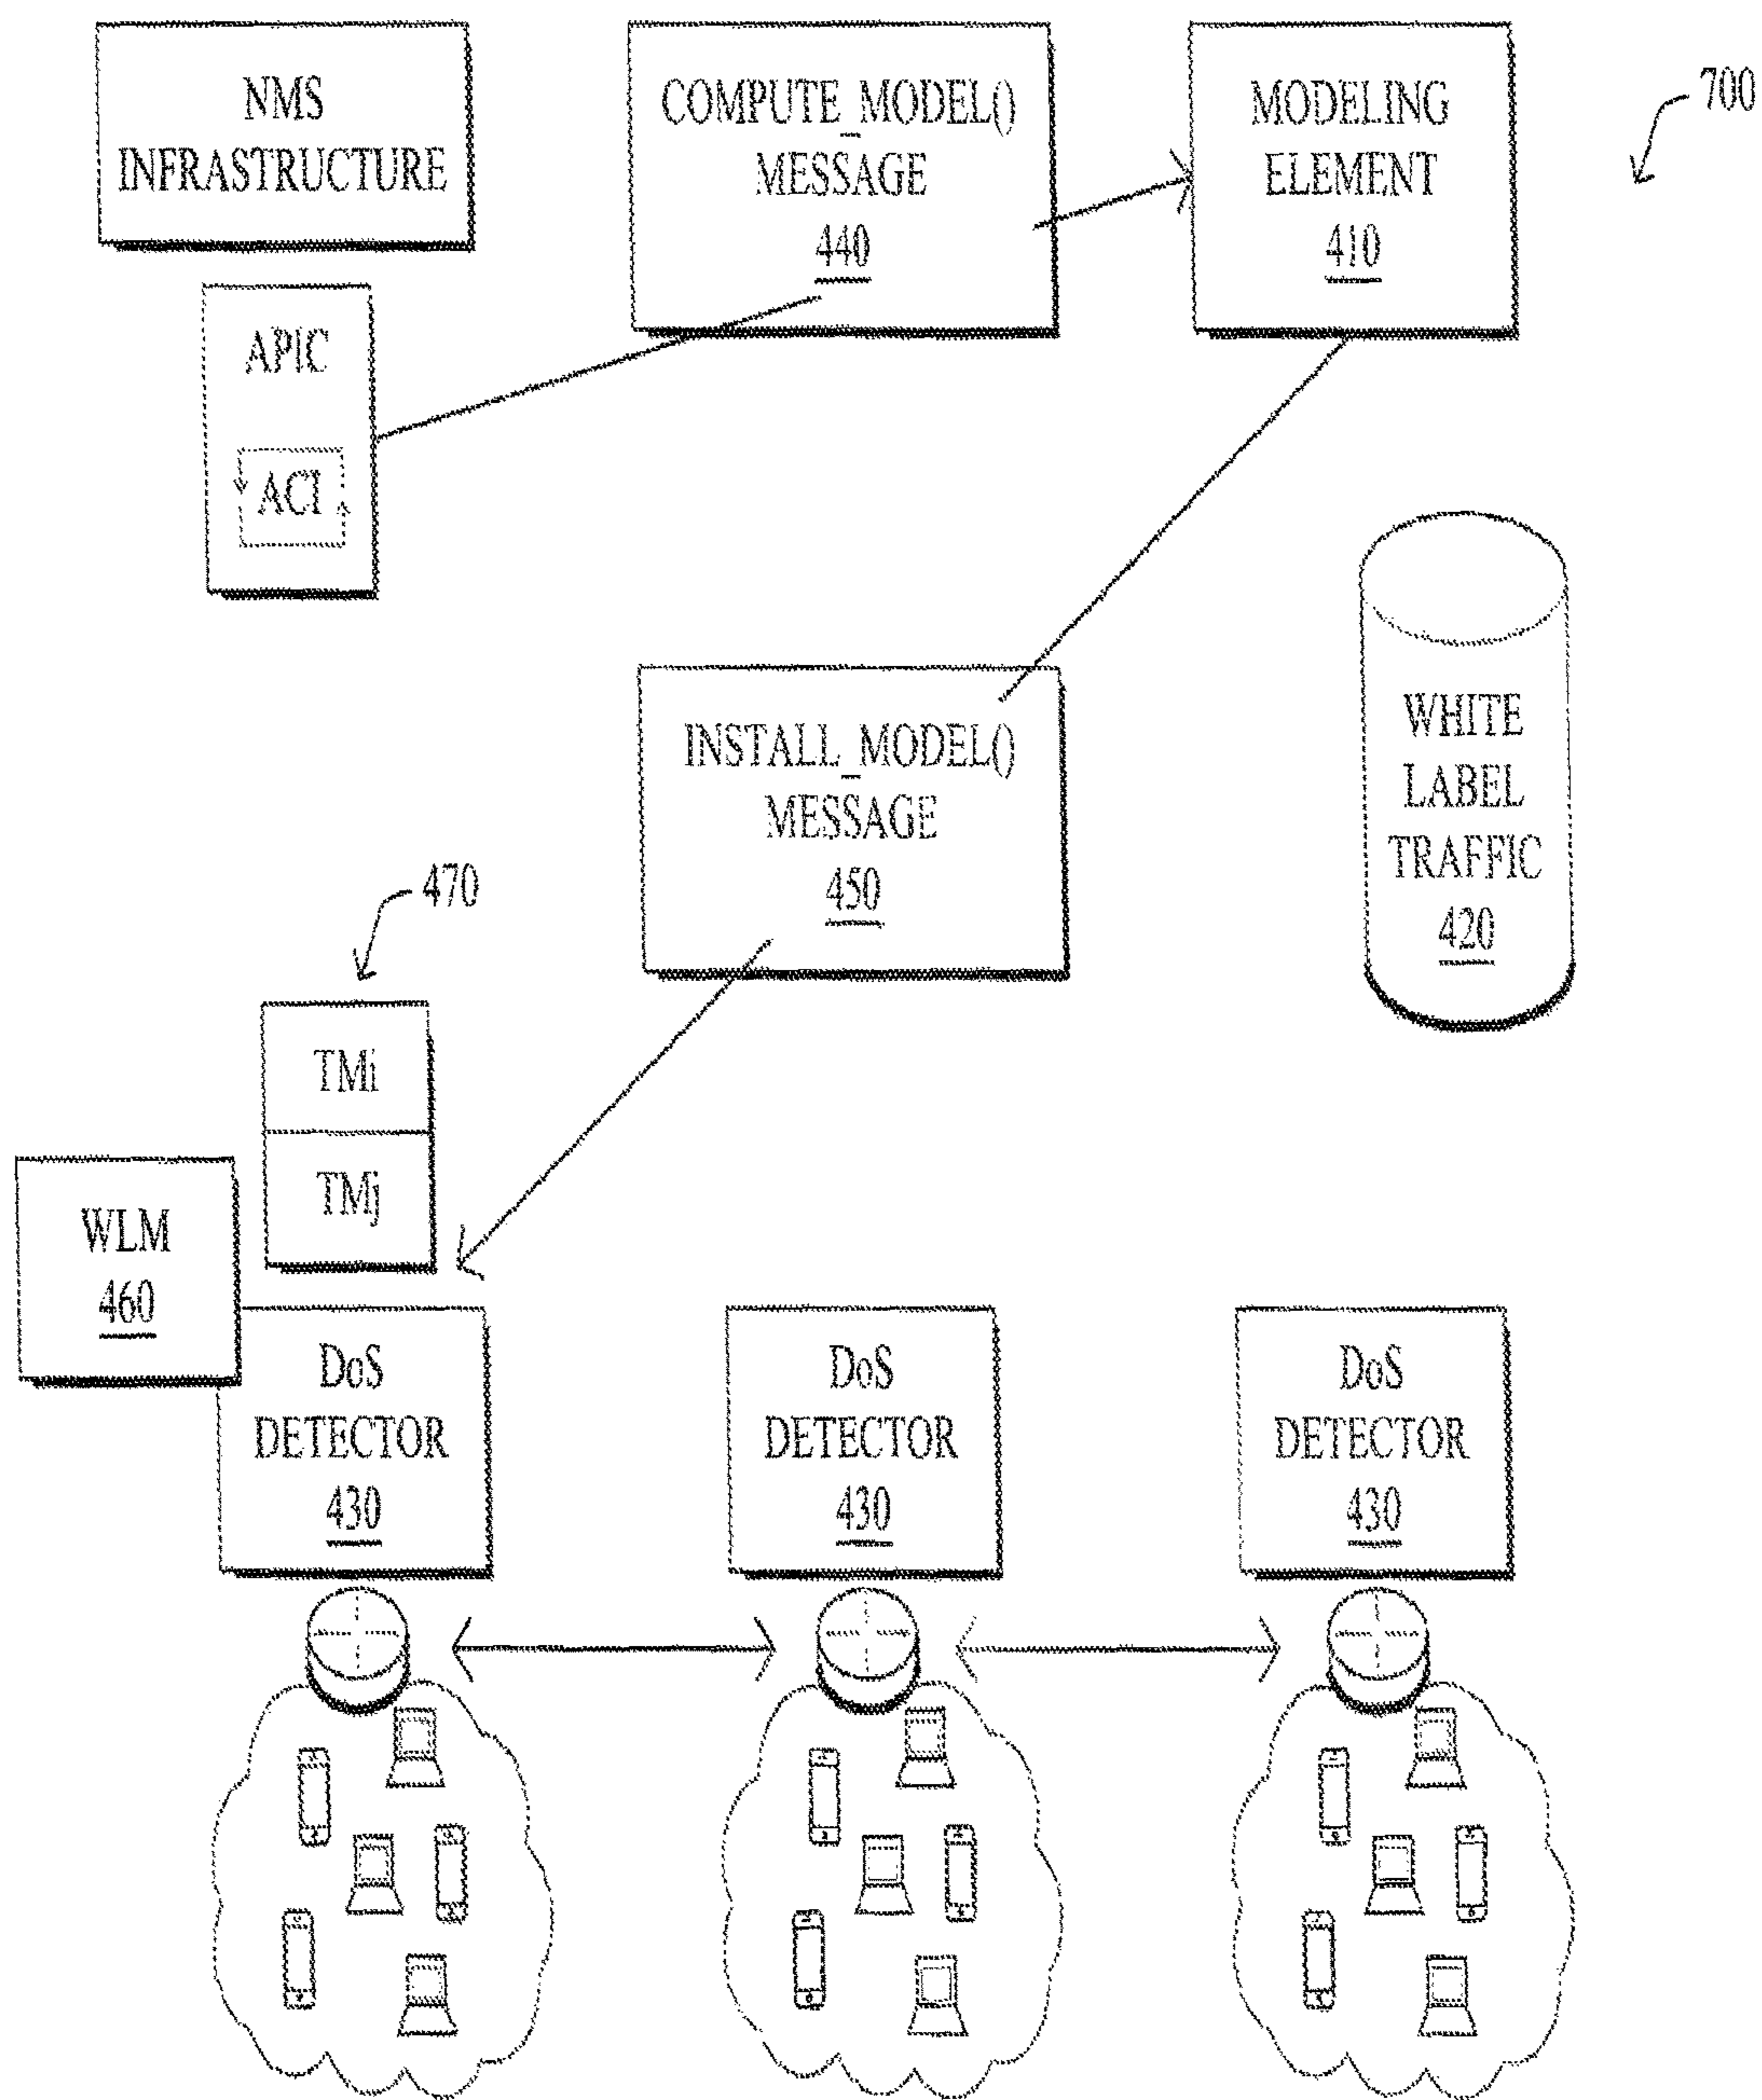 NMS
INFRASTRUCTURE
COMPUTE_MODEL()
MESSAGE
440
MODELING
ELEMENT
410
700
APIC
ACI
INSTALL_MODEL()
MESSAGE
450
WHITE
LABEL
TRAFFIC
420
470
TMi
TMj
WLM
460
DoS
DETECTOR
430
DoS
DETECTOR
430
DoS
DETECTOR
430